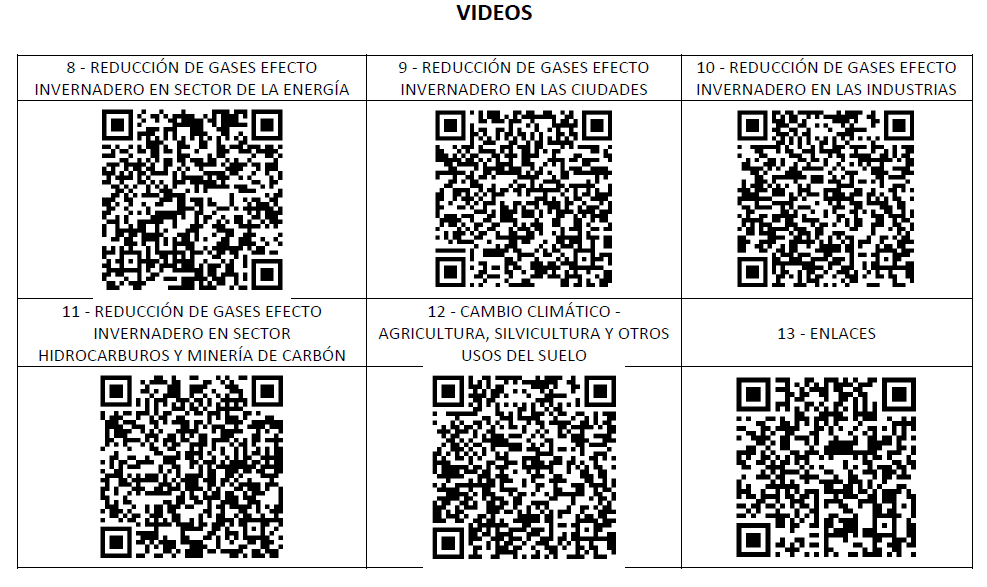 VIDEOS
8 - REDUCCIÓN DE GASES EFECTO
INVERNADERO EN SECTOR DE LA ENERGÍA
9 - REDUCCIÓN DE GASES EFECTO
INVERNADERO EN LAS CIUDADES
10 - REDUCCIÓN DE GASES EFECTO
INVERNADERO EN LAS INDUSTRIAS
11 - REDUCCIÓN DE GASES EFECTO
INVERNADERO EN SECTOR
HIDROCARBUROS Y MINERÍA DE CARBÓN
12 - CAMBIO CLIMÁTICO -
AGRICULTURA, SILVICULTURA Y OTROS
USOS DEL SUELO
13 - ENLACES